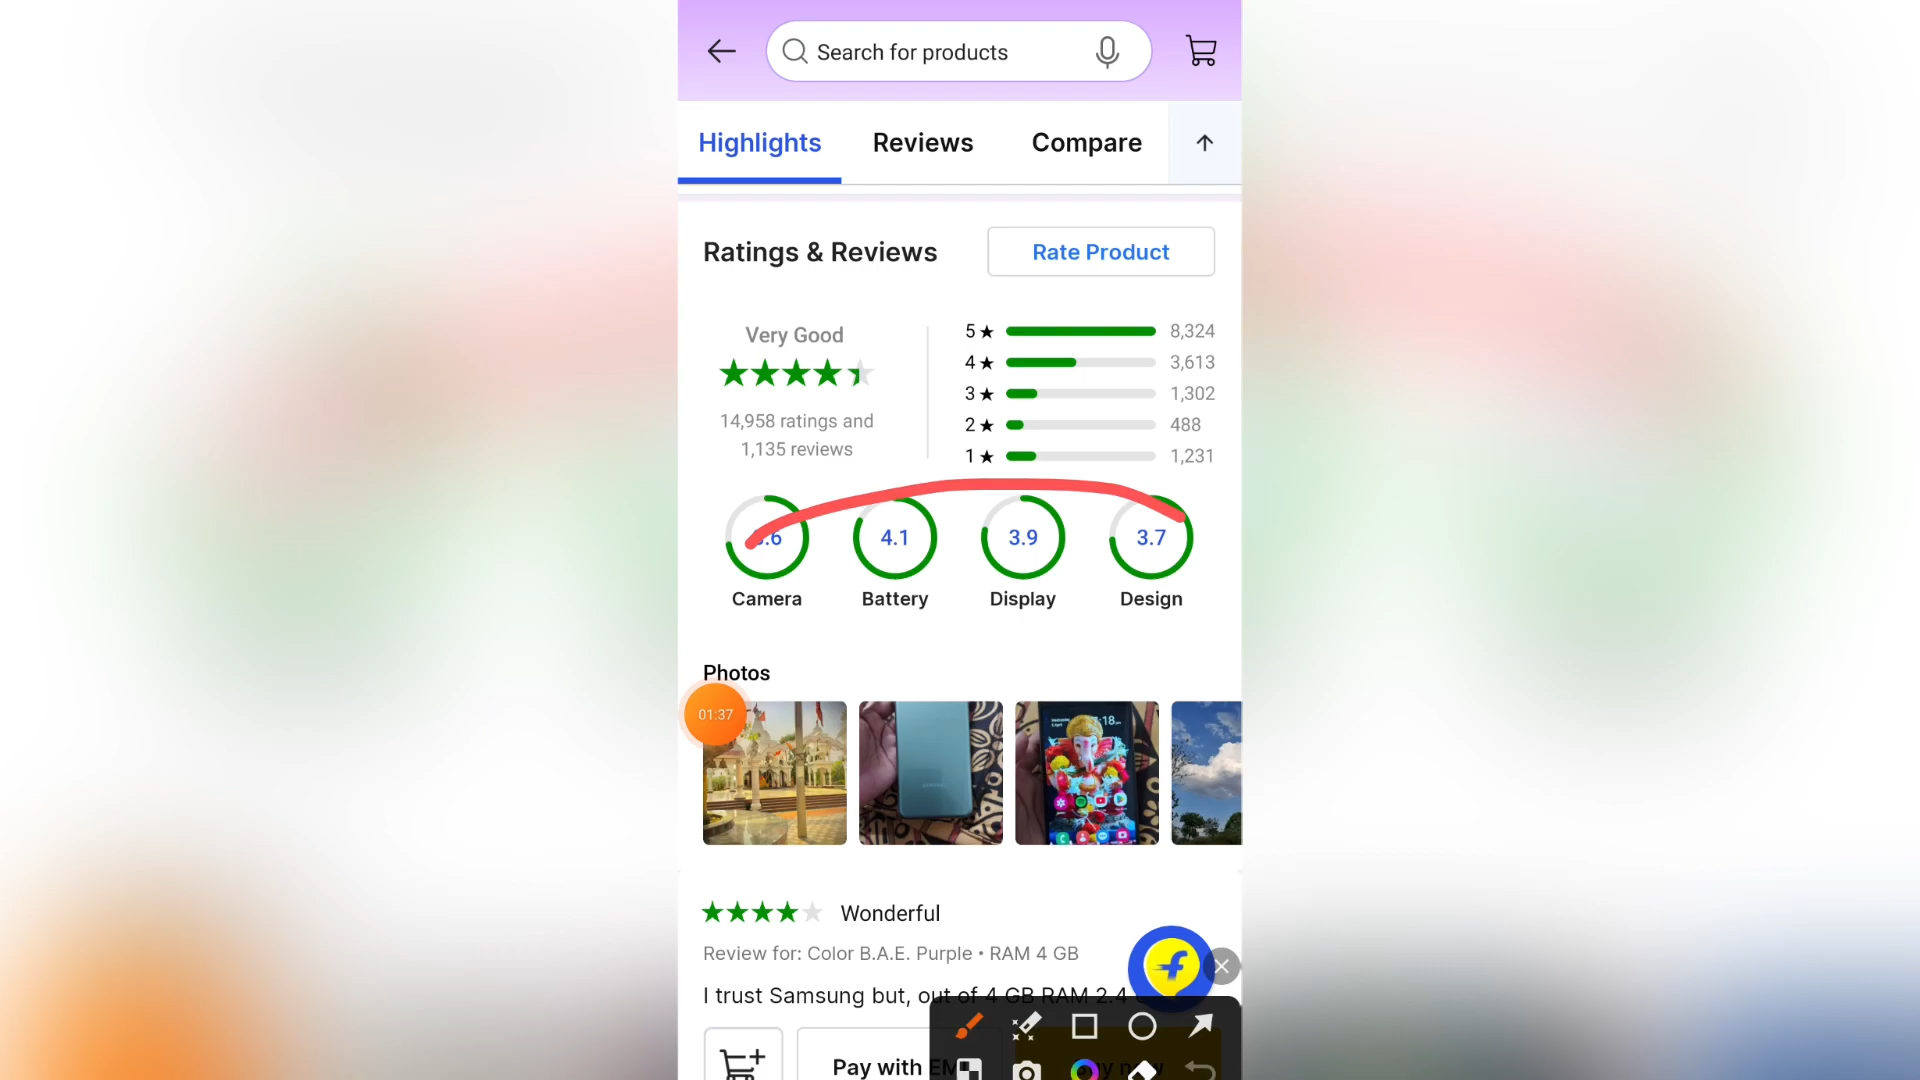 Search for products
Highlights Reviews Compare
Ratings & Reviews Rate Product
Very Good
14,958 ratings and
1,135 reviews
5 ★ 8,324
4 ★ 3,613
3 ★ 1,302
2 ★ 488
1 ★ 1,231
4.1 3.9 3.7
Camera Battery Display Design
Photos
01:37
Wonderful
Review for: Color B.A.E. Purple • RAM 4 GB
I trust Samsung but, out of 4 GB RAM 2.4
Pay with